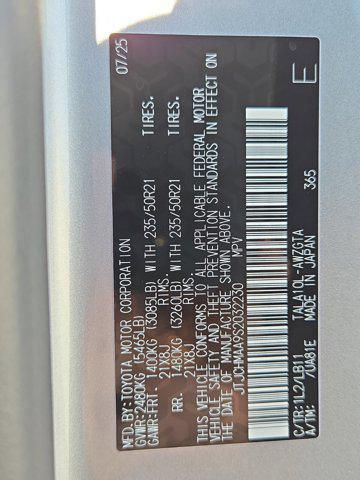 MFD.BY:TOYOTA MOTOR CORPORATION 07/25
GVWR:2480KG (5465LB)
GAWR:FRT- 1400KG (3085LB) WITH 235/50R21 TIRES.
21X8J RIMS.
RR. 1480KG (3260LB) WITH 235/50R21 TIRES.
21X8J RIMS.
THIS VEHICLE CONFORMS TO ALL APPLICABLE FEDERAL MOTOR
VEHICLE SAFETY AND THEFT PREVENTION STANDARDS IN EFFECT ON
THE DATE OF MANUFACTURE SHOWN ABOVE.
JTJCHMAA9S2032230 MPV
E
C/TR:1L2/LB11 TALA10L-AWZGTA 365
A/TM: /UA81E MADE IN JAPAN